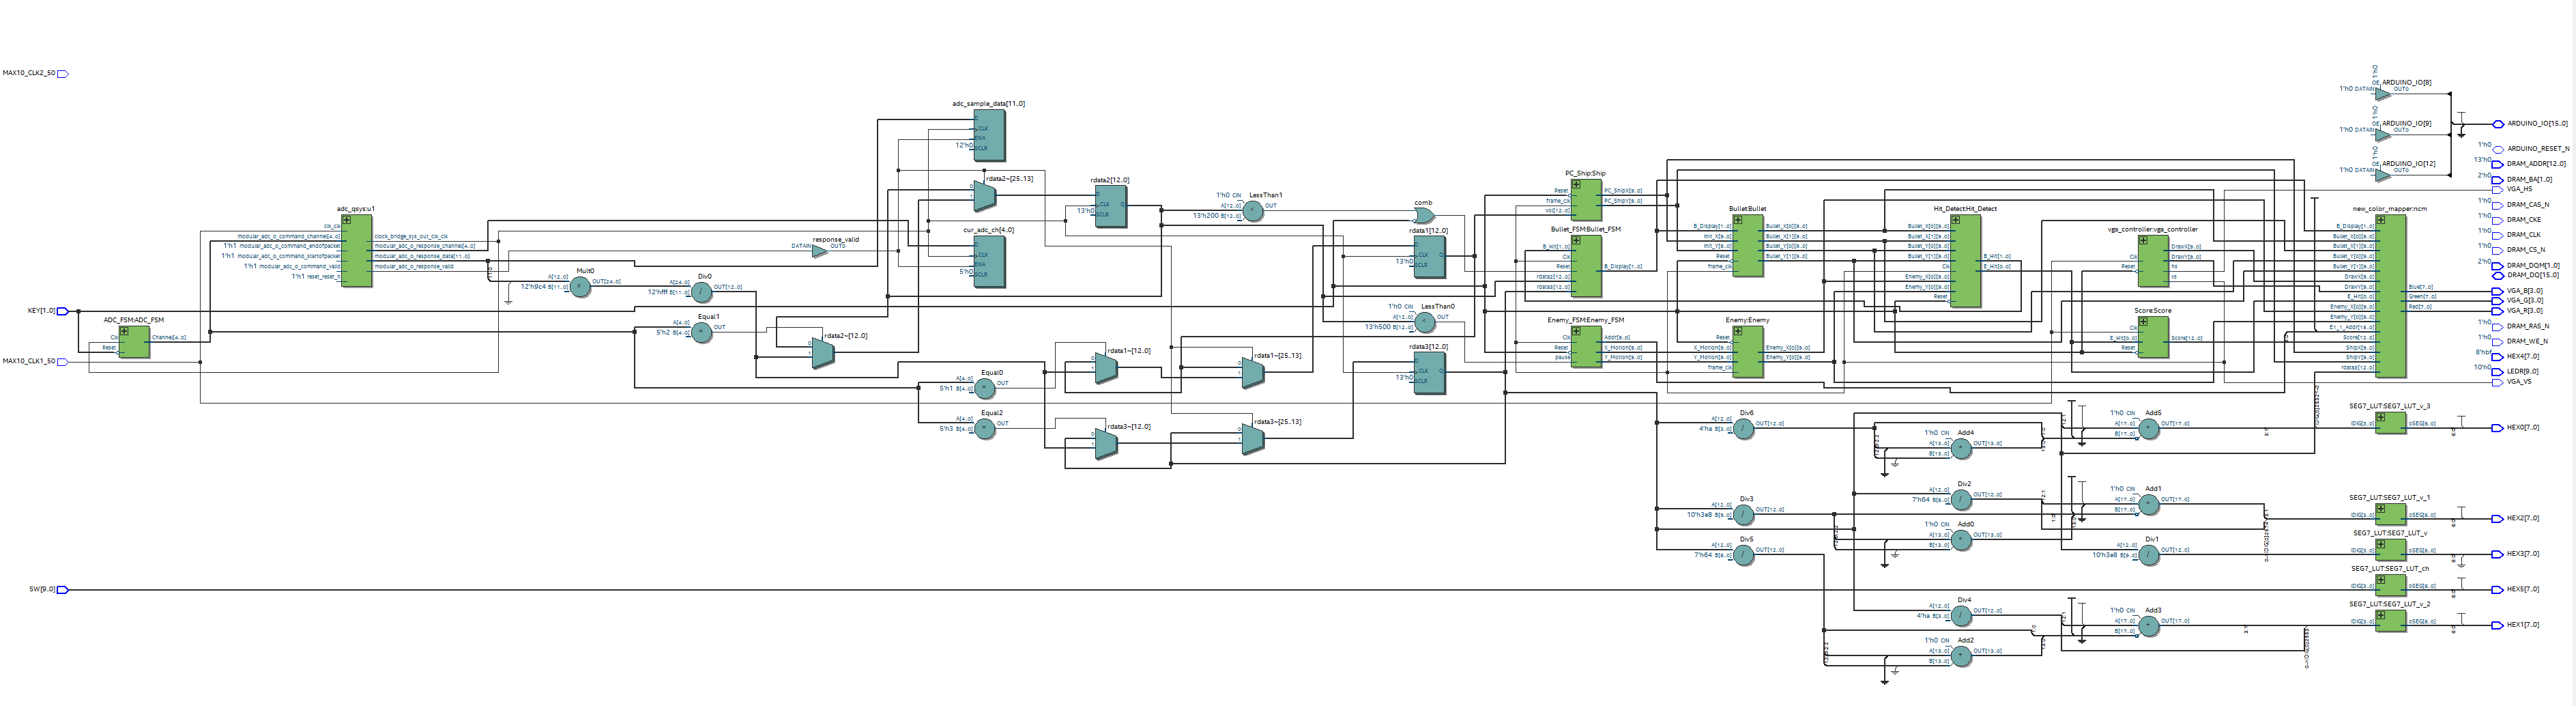 MAX10_CLK2_50
KEY[1..0]
MAX10_CLK1_50
SW[9..0]
ADC_FSM:ADC_FSM
Clk
Reset
Channel[4..0]
adc_qsys:u1
clk_clk
modular_adc_0_command_channel[4..0]
1'h1 modular_adc_0_command_endofpacket
1'h1 modular_adc_0_command_startofpacket
1'h1 modular_adc_0_command_valid
1'h1 reset_reset_n
clock_bridge_sys_out_clk_clk
modular_adc_0_response_channel[4..0]
modular_adc_0_response_data[11..0]
modular_adc_0_response_valid
Mult0
A[12..0]
12'h9c4 B[11..0]
OUT[24..0]
Div0
A[24..0]
12'hfff B[11..0]
OUT[12..0]
Equal1
A[4..0]
5'h2 B[4..0]
OUT
response_valid
DATAIN
OUT0
rdata2~[12..0]
0
1
adc_sample_data[11..0]
D
CLK
ENA
12'h0
SCLR
rdata2~[25..13]
0
1
cur_adc_ch[4..0]
D
CLK
ENA
5'h0
SCLR
Equal0
A[4..0]
5'h1 B[4..0]
OUT
Equal2
A[4..0]
5'h3 B[4..0]
OUT
rdata2[12..0]
D
CLK
Q
13'h0
SCLR
rdata1~[12..0]
0
1
rdata3~[12..0]
0
1
LessThan1
1'h0 CIN
A[12..0]
13'h200 B[12..0]
OUT
rdata1~[25..13]
0
1
rdata3~[25..13]
0
1
comb
rdata1[12..0]
D
CLK
Q
13'h0
SCLR
LessThan0
1'h0 CIN
A[12..0]
13'h500 B[12..0]
OUT
rdata3[12..0]
D
CLK
Q
13'h0
SCLR
PC_Ship:Ship
Reset
frame_clk
vol[12..0]
PC_ShipX[9..0]
PC_ShipY[9..0]
Bullet_FSM:Bullet_FSM
B_Hit[1..0]
Clk
Reset
rdata2[12..0]
rdata3[12..0]
B_Display[1..0]
Enemy_FSM:Enemy_FSM
Clk
Reset
pause
Addr[9..0]
X_Motion[9..0]
Y_Motion[9..0]
Bullet:Bullet
B_Display[1..0]
Init_X[9..0]
Init_Y[9..0]
Reset
frame_clk
Bullet_X[0][9..0]
Bullet_X[1][9..0]
Bullet_Y[0][9..0]
Bullet_Y[1][9..0]
Enemy:Enemy
Reset
X_Motion[9..0]
Y_Motion[9..0]
frame_clk
Enemy_X[0][9..0]
Enemy_Y[0][9..0]
Hit_Detect:Hit_Detect
Bullet_X[0][9..0]
Bullet_X[1][9..0]
Bullet_Y[0][9..0]
Bullet_Y[1][9..0]
Clk
Enemy_X[0][9..0]
Enemy_Y[0][9..0]
Reset
B_Hit[1..0]
E_Hit[0..0]
vga_controller:vga_controller
Clk
Reset
DrawX[9..0]
DrawY[9..0]
hs
vs
Score:Score
Clk
E_Hit[0..0]
Reset
Score[12..0]
new_color_mapper:ncm
B_Display[1..0]
Bullet_X[0][9..0]
Bullet_X[1][9..0]
Bullet_Y[0][9..0]
Bullet_Y[1][9..0]
DrawX[9..0]
DrawY[9..0]
E_Hit[0..0]
Enemy_X[0][9..0]
Enemy_Y[0][9..0]
Score[12..0]
ShipX[9..0]
ShipY[9..0]
rdata3[12..0]
Blue[7..0]
Green[7..0]
Red[7..0]
Div6
A[12..0]
4'ha B[3..0]
OUT[12..0]
Div3
A[12..0]
10'h3e8 B[9..0]
OUT[12..0]
Div5
A[12..0]
7'h64 B[6..0]
OUT[12..0]
Add4
1'h0 CIN
A[13..0]
B[13..0]
OUT[13..0]
Div2
A[12..0]
7'h64 B[6..0]
OUT[12..0]
Add0
1'h0 CIN
A[13..0]
B[13..0]
OUT[13..0]
Div4
A[12..0]
4'ha B[3..0]
OUT[12..0]
Add2
1'h0 CIN
A[13..0]
B[13..0]
OUT[13..0]
Add5
1'h0 CIN
A[17..0]
B[17..0]
OUT[17..0]
Add1
1'h0 CIN
A[17..0]
B[17..0]
OUT[17..0]
Div1
A[12..0]
10'h3e8 B[9..0]
OUT[12..0]
Add3
1'h0 CIN
A[17..0]
B[17..0]
OUT[17..0]
SEG7_LUT:SEG7_LUT_v_3
iDIG[3..0]
oSEG[6..0]
SEG7_LUT:SEG7_LUT_v_1
iDIG[3..0]
oSEG[6..0]
SEG7_LUT:SEG7_LUT_v
iDIG[3..0]
oSEG[6..0]
SEG7_LUT:SEG7_LUT_ch
iDIG[3..0]
oSEG[6..0]
SEG7_LUT:SEG7_LUT_v_2
iDIG[3..0]
oSEG[6..0]
ARDUINO_IO[8]
1'h0 DATAIN
OUT0
ARDUINO_IO[9]
1'h0 DATAIN
OUT0
ARDUINO_IO[12]
1'h0 DATAIN
OUT0
ARDUINO_IO[15..0]
1'h0 ARDUINO_RESET_N
13'h0 DRAM_ADDR[12..0]
2'h0 DRAM_BA[1..0]
VGA_HS
1'h0 DRAM_CAS_N
1'h0 DRAM_CKE
1'h0 DRAM_CLK
1'h0 DRAM_CS_N
2'h0 DRAM_DQM[1..0]
DRAM_DQ[15..0]
VGA_B[3..0]
VGA_G[3..0]
VGA_R[3..0]
1'h0 DRAM_RAS_N
1'h0 DRAM_WE_N
8'hbf HEX4[7..0]
10'h0 LEDR[9..0]
VGA_VS
HEX0[7..0]
HEX2[7..0]
HEX3[7..0]
HEX5[7..0]
HEX1[7..0]